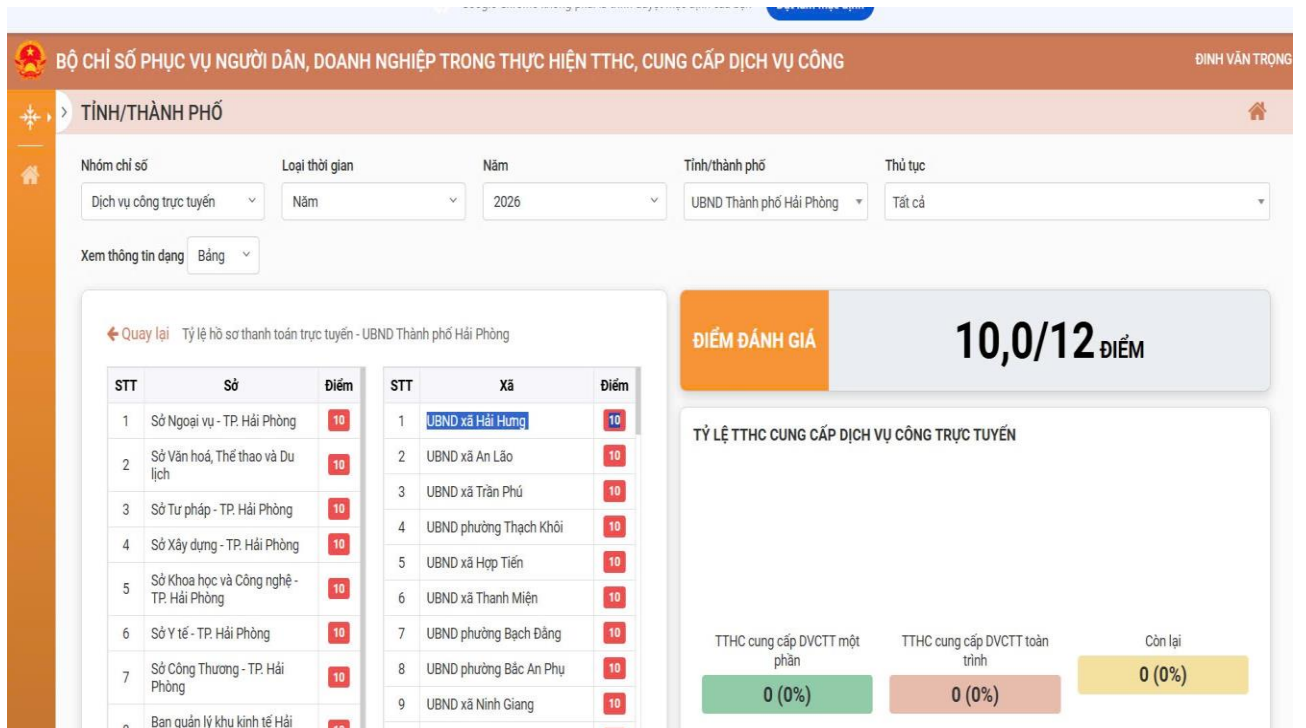 BỘ CHỈ SỐ PHỤC VỤ NGƯỜI DÂN, DOANH NGHIỆP TRONG THỰC HIỆN TTHC, CUNG CẤP DỊCH VỤ CÔNG
ĐINH VĂN TRỌNG
TỈNH/THÀNH PHỐ
Nhóm chỉ số
Loại thời gian
Năm
Tỉnh/thành phố
Thủ tục
Dịch vụ công trực tuyến
Năm
2026
UBND Thành phố Hải Phòng
Tất cả
Xem thông tin dạng Bảng
Quay lại Tỷ lệ hồ sơ thanh toán trực tuyến - UBND Thành phố Hải Phòng
STT Sở Điểm
1 Sở Ngoại vụ - TP. Hải Phòng 10
2 Sở Văn hoá, Thể thao và Du
lịch 10
3 Sở Tư pháp - TP. Hải Phòng 10
4 Sở Xây dựng - TP. Hải Phòng 10
5 Sở Khoa học và Công nghệ -
TP. Hải Phòng 10
6 Sở Y tế - TP. Hải Phòng 10
7 Sở Công Thương - TP. Hải
Phòng 10
Ban quản lý khu kinh tế Hải
STT Xã Điểm
1 UBND xã Hải Hưng 10
2 UBND xã An Lão 10
3 UBND xã Trần Phú 10
4 UBND phường Thạch Khôi 10
5 UBND xã Hợp Tiến 10
6 UBND xã Thanh Miện 10
7 UBND phường Bạch Đằng 10
8 UBND phường Bắc An Phụ 10
9 UBND xã Ninh Giang 10
ĐIỂM ĐÁNH GIÁ
10,0/12 ĐIỂM
TỶ LỆ TTHC CUNG CẤP DỊCH VỤ CÔNG TRỰC TUYẾN
TTHC cung cấp DVCTT một
phần
0 (0%)
TTHC cung cấp DVCTT toàn
trình
0 (0%)
Còn lại
0 (0%)